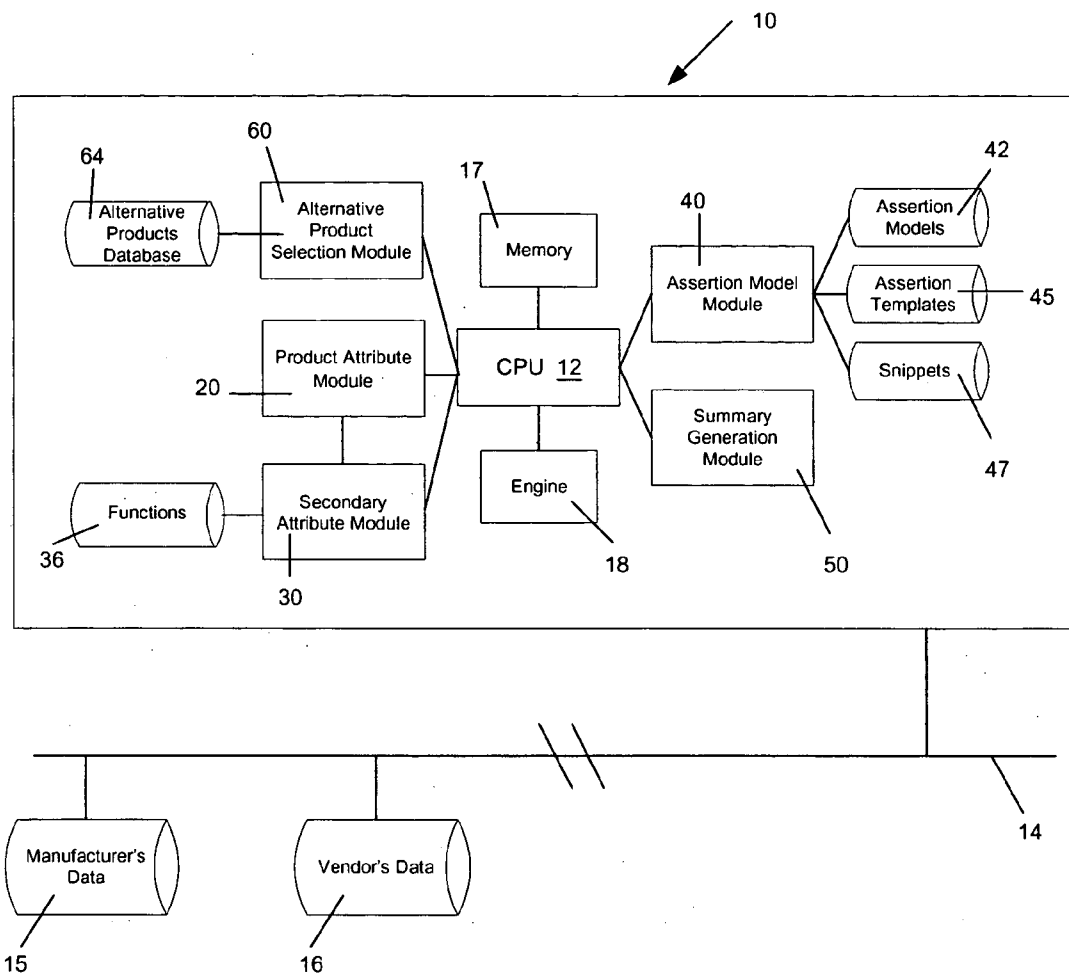 10
60
64
42
17
40
Alternative
Products
Database
Alternative
Product
Selection Module
Memory
Assertion Model
Module
Assertion
Models
Assertion
Templates
45
Product Attribute
Module
20
CPU 12
Snippets
Summary
Generation
Module
47
Functions
Secondary
Attribute Module
Engine
36
30
18
50
14
Manufacturer's
Data
Vendor's Data
15
16